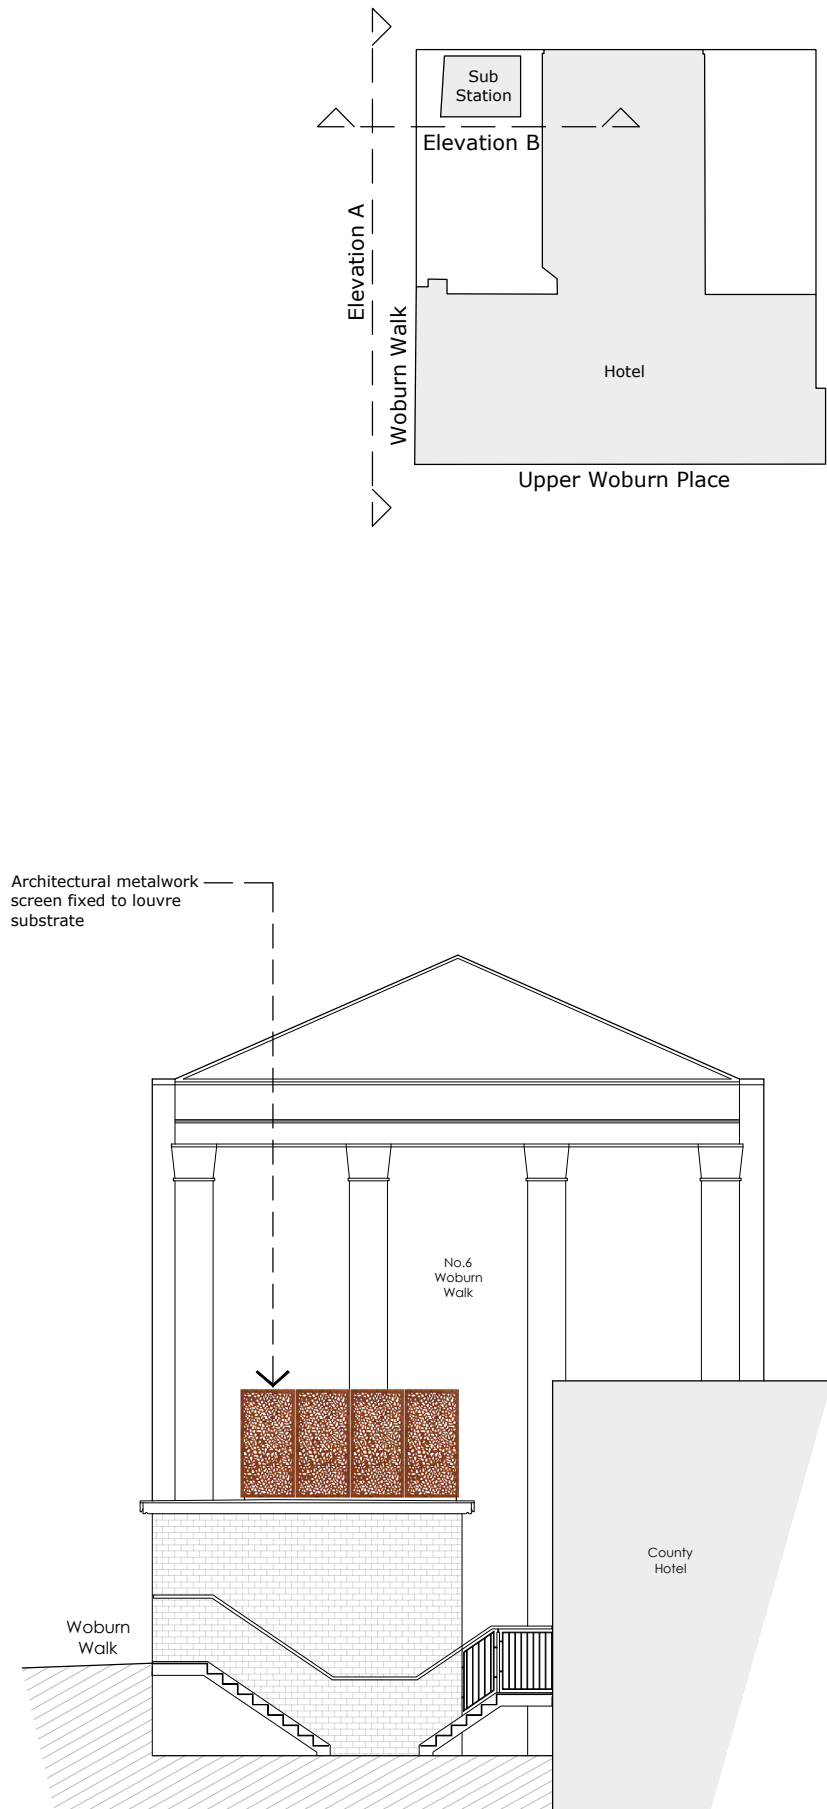 Sub
Station
Elevation B
Elevation A
Woburn Walk
Hotel
Upper Woburn Place
Architectural metalwork
screen fixed to louvre
substrate
No.6
Woburn
Walk
County
Hotel
Woburn
Walk